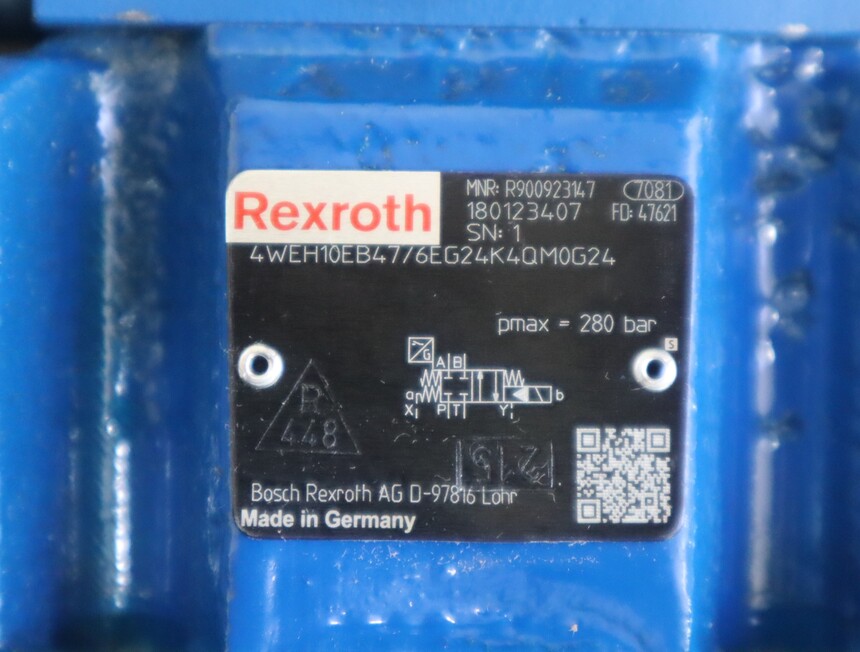 Rexroth
MNR: R900923147 7081
180123407 FD: 47621
SN: 1
4WEH10EB47/6EG24K4QM0G24
pmax = 280 bar
S
G
A B
a b
X P T Y
R
448
Bosch Rexroth AG D-97816 Lohr
Made in Germany